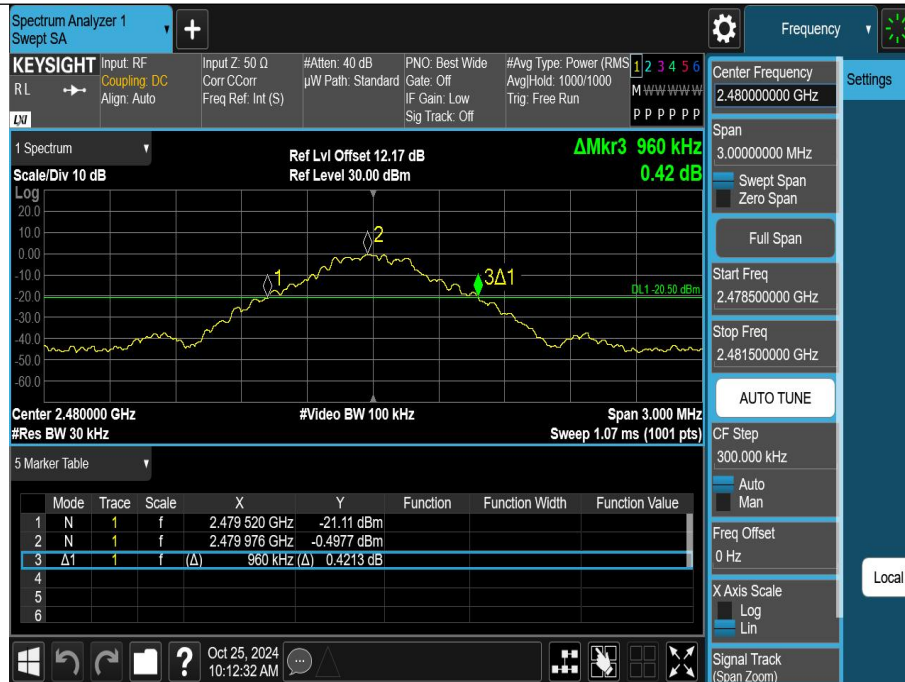 Spectrum Analyzer 1
Swept SA
+
Frequency
KEYSIGHT
RL
LXI
Input: RF
Coupling: DC
Align: Auto
Input Z: 50 Ω
Corr CCorr
Freq Ref: Int (S)
#Atten: 40 dB
µW Path: Standard
PNO: Best Wide
Gate: Off
IF Gain: Low
Sig Track: Off
#Avg Type: Power (RMS
Avg|Hold: 1000/1000
Trig: Free Run
1 2 3 4 5 6
M W W W W W
P P P P P P
1 Spectrum
Scale/Div 10 dB
Ref Lvl Offset 12.17 dB
Ref Level 30.00 dBm
ΔMkr3 960 kHz
0.42 dB
Log
20.0
10.0
0.00
-10.0
-20.0
-30.0
-40.0
-50.0
-60.0
1
2
3Δ1
DL1 -20.50 dBm
Center 2.480000 GHz
#Video BW 100 kHz
Span 3.000 MHz
#Res BW 30 kHz
Sweep 1.07 ms (1001 pts)
5 Marker Table
Mode Trace Scale X Y Function Function Width Function Value
1 N 1 f 2.479 520 GHz -21.11 dBm
2 N 1 f 2.479 976 GHz -0.4977 dBm
3 Δ1 1 f (Δ) 960 kHz (Δ) 0.4213 dB
4
5
6
?
Oct 25, 2024
10:12:32 AM
Center Frequency
2.480000000 GHz
Span
3.00000000 MHz
Swept Span
Zero Span
Full Span
Start Freq
2.478500000 GHz
Stop Freq
2.481500000 GHz
AUTO TUNE
CF Step
300.000 kHz
Auto
Man
Freq Offset
0 Hz
X Axis Scale
Log
Lin
Signal Track
(Span Zoom)
Settings
Local